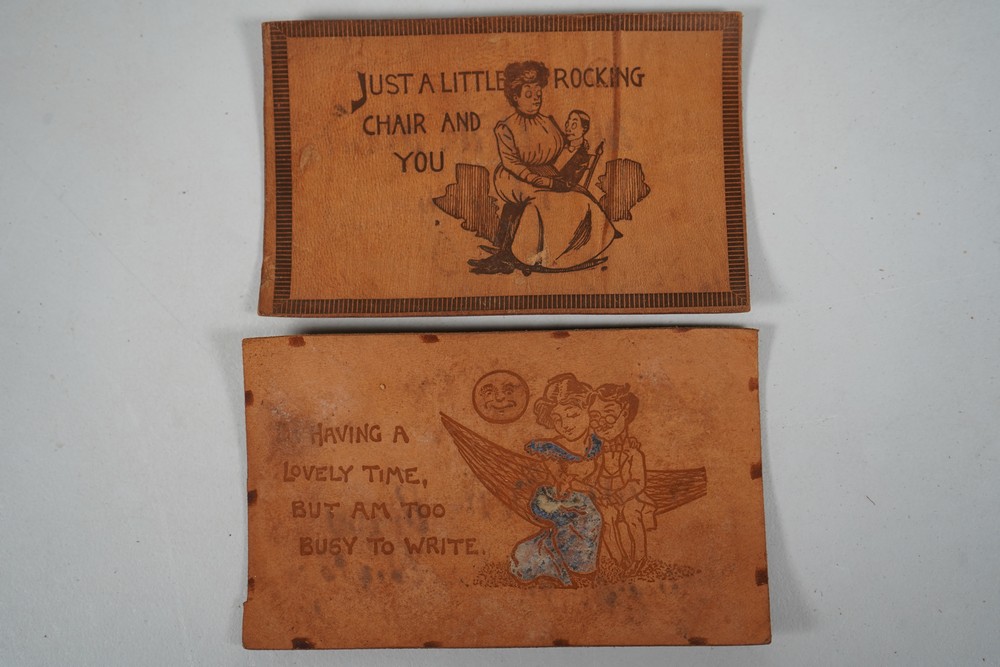 JUST A LITTLE ROCKING
CHAIR AND
YOU
HAVING A
LOVELY TIME,
BUT AM TOO
BUSY TO WRITE.